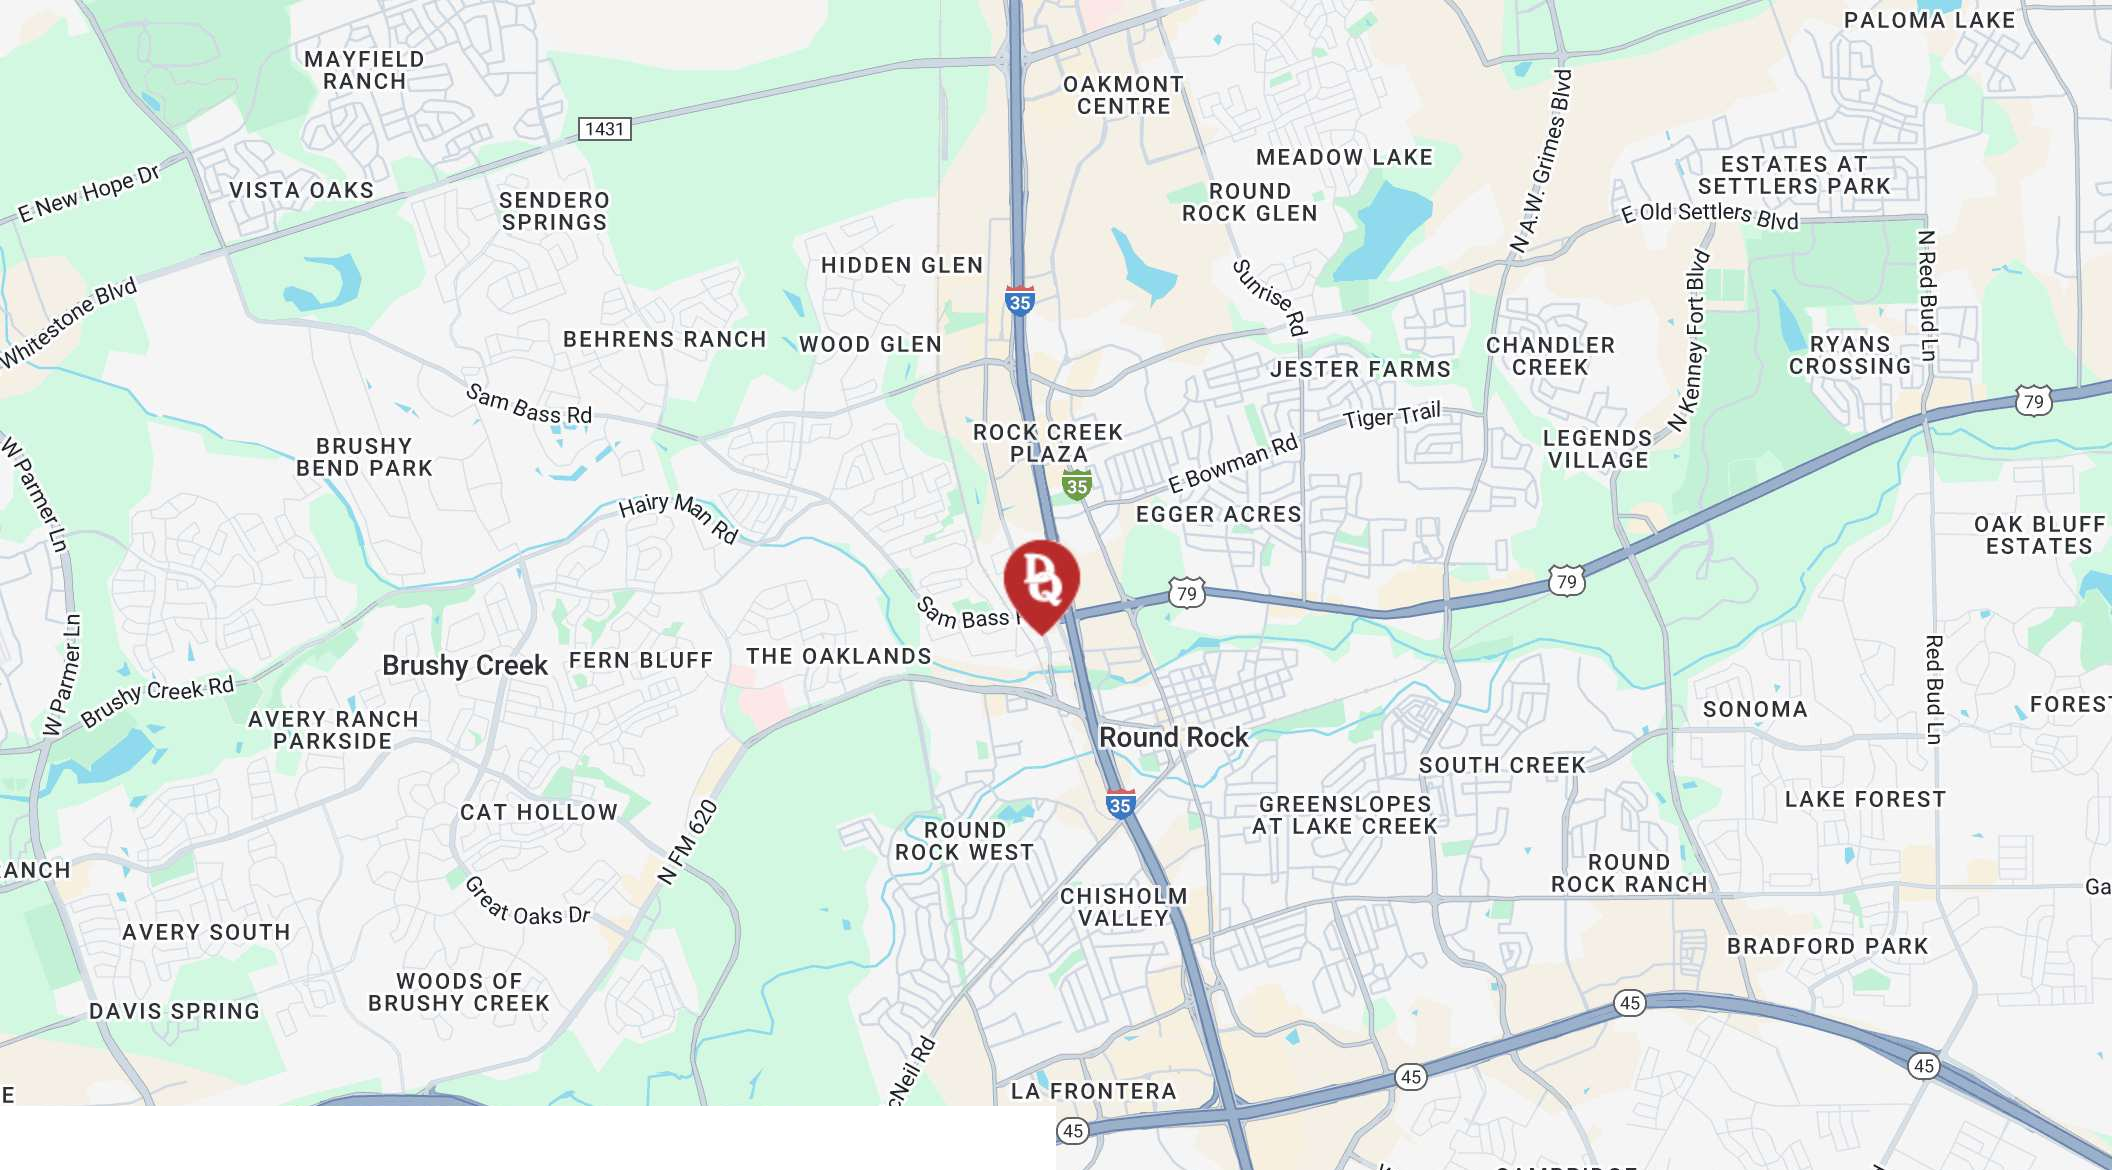 PALOMA LAKE
MAYFIELD
RANCH
OAKMONT
CENTRE
1431
N A.W. Grimes Blvd
MEADOW LAKE
ESTATES AT
SETTLERS PARK
E New Hope Dr
VISTA OAKS
SENDERO
SPRINGS
ROUND
ROCK GLEN
E Old Settlers Blvd
HIDDEN GLEN
N Red Bud Ln
Sunrise Rd
35
N Kenney Fort Blvd
Whitestone Blvd
BEHRENS RANCH
WOOD GLEN
CHANDLER
CREEK
RYANS
CROSSING
JESTER FARMS
79
Sam Bass Rd
Tiger Trail
ROCK CREEK
PLAZA
BRUSHY
BEND PARK
LEGENDS
VILLAGE
W Parmer Ln
E Bowman Rd
35
Hairy Man Rd
EGGER ACRES
OAK BLUFF
ESTATES
DQ
79
79
Sam Bass
W Parmer Ln
Brushy Creek
FERN BLUFF
THE OAKLANDS
Red Bud Ln
Brushy Creek Rd
SONOMA
FOREST
AVERY RANCH
PARKSIDE
Round Rock
SOUTH CREEK
CAT HOLLOW
35
GREENSLOPES
AT LAKE CREEK
LAKE FOREST
N FM 620
ROUND
ROCK WEST
ANCH
ROUND
ROCK RANCH
Ga
Great Oaks Dr
CHISHOLM
VALLEY
AVERY SOUTH
BRADFORD PARK
WOODS OF
BRUSHY CREEK
DAVIS SPRING
45
cNeil Rd
45
45
LA FRONTERA
E
45